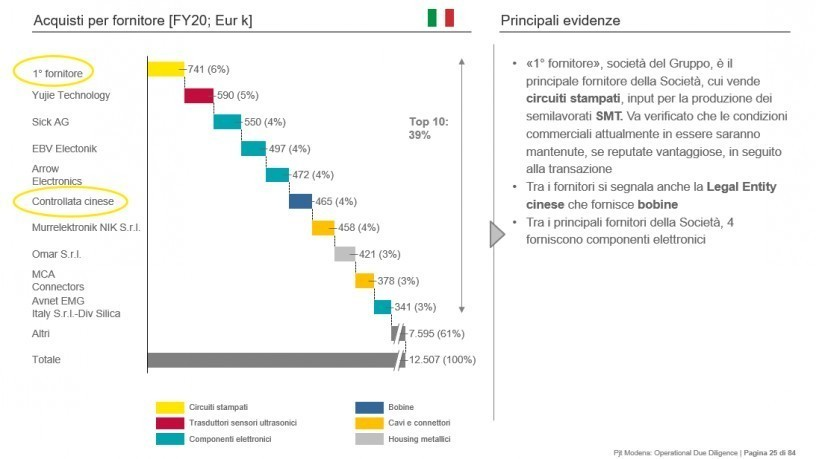 Acquisti per fornitore [FY20; Eur k]
1° fornitore
741 (6%)
Yujie Technology
590 (5%)
Sick AG
550 (4%)
EBV Electonik
497 (4%)
Arrow
Electronics
472 (4%)
Controllata cinese
465 (4%)
Murrelektronik NIK S.r.l.
458 (4%)
Omar S.r.l.
421 (3%)
MCA
Connectors
378 (3%)
Avnet EMG
Italy S.r.l.-Div Silica
341 (3%)
Altri
7.595 (61%)
Totale
12.507 (100%)
Top 10:
39%
Circuiti stampati
Trasduttori sensori ultrasonici
Componenti elettronici
Bobine
Cavi e connettori
Housing metallici
Principali evidenze
• «1° fornitore», società del Gruppo, è il
principale fornitore della Società, cui vende
circuiti stampati, input per la produzione dei
semilavorati SMT. Va verificato che le condizioni
commerciali attualmente in essere saranno
mantenute, se reputate vantaggiose, in seguito
alla transazione
• Tra i fornitori si segnala anche la Legal Entity
cinese che fornisce bobine
• Tra i principali fornitori della Società, 4
forniscono componenti elettronici
Pjt Modena: Operational Due Diligence | Pagina 25 di 84